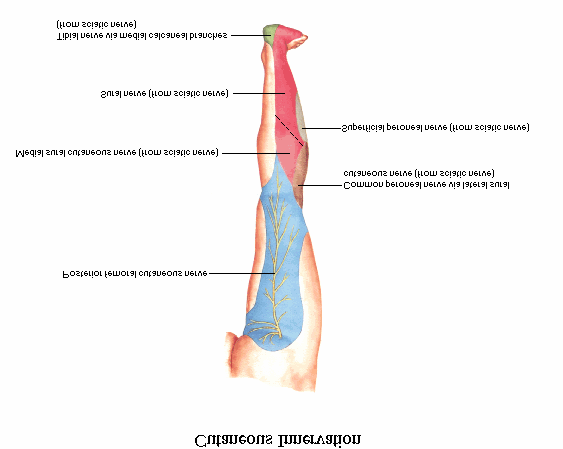 Cutaneous Innervation
Posterior femoral cutaneous nerve
Common peroneal nerve via lateral sural
cutaneous nerve (from sciatic nerve)
Medial sural cutaneous nerve (from sciatic nerve)
Superficial peroneal nerve (from sciatic nerve)
Sural nerve (from sciatic nerve)
Tibial nerve via medial calcaneal branches
(from sciatic nerve)